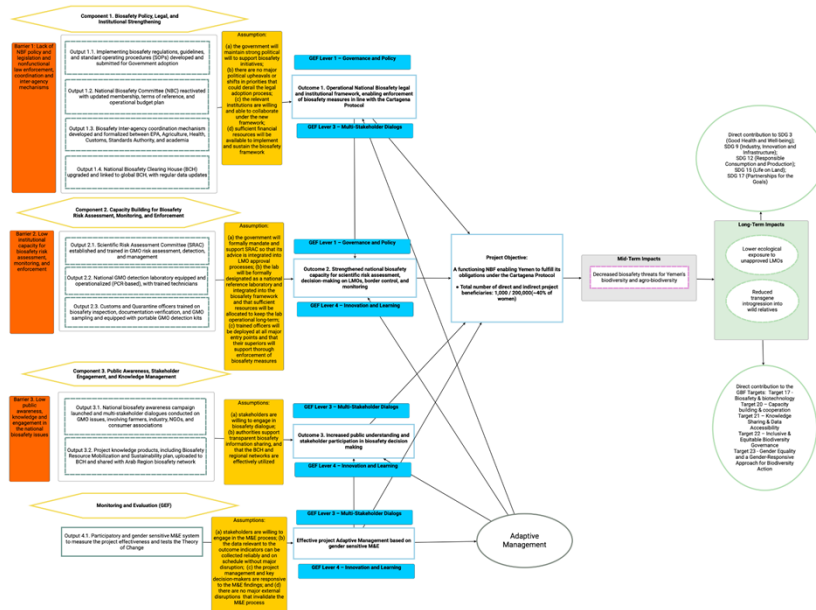 Component 1. Biosafety Policy, Legal, and
Institutional Strengthening
Barrier 1: Lack of
NBF policy and
legislation and
nonfunctional
law-enforcement,
coordination and
inter-agency
mechanisms
Output 1.1. Implementing biosafety regulations, guidelines,
and standard operating procedures (SOPs) developed and
submitted for Government adoption
Output 1.2. National Biosafety Committee (NBC) reactivated
with updated membership, terms of reference, and
operational budget plan
Output 1.3. Biosafety inter-agency coordination mechanism
developed and formalized between EPA, Agriculture, Health,
Customs, Standards Authority, and academia
Output 1.4. National Biosafety Clearing House (BCH)
upgraded and linked to global BCH, with regular data updates
Assumption:
(a) the government will
maintain strong political will
to support biosafety
initiatives;
(b) there are no major
political upheavals or
shifts in priorities that
could derail the legal
adoption process;
(c) the relevant
institutions are willing and
able to collaborate under
the new framework;
(d) sufficient financial
resources will be
available to implement
and sustain the biosafety
framework
GEF Lever 1 – Governance and Policy
Outcome 1. Operational National Biosafety legal
and institutional framework, enabling enforcement
of biosafety measures in line with the Cartagena
Protocol
GEF Lever 3 – Multi-Stakeholder Dialogs
Component 2. Capacity Building for Biosafety
Risk Assessment, Monitoring, and Enforcement
Barrier 2. Low
institutional
capacity for
biosafety risk
assessment,
monitoring, and
enforcement
Output 2.1. Scientific Risk Assessment Committee (SRAC)
established and trained in GMO risk assessment, detection,
and management
Output 2.2. National GMO detection laboratory equipped and
operationalized (PCR-based), with trained technicians
Output 2.3. Customs and Quarantine officers trained on
biosafety inspection, documentation verification, and GMO
sampling and equipped with portable GMO detection kits
Assumption:
(a) the government will
formally mandate and
support SRAC so that its
advice is integrated into
LMO approval
processes; (b) the lab
will be formally
designated as a national
reference laboratory and
integrated into the
biosafety framework and
that sufficient resources
will be allocated to keep
the lab operational
long-term;
(c) trained officers will be
deployed at all major
entry points and that
their superiors will
support thorough
enforcement of
biosafety measures
GEF Lever 1 – Governance and Policy
Outcome 2. Strengthened national biosafety
capacity for scientific risk assessment,
decision-making on LMOs, border control, and
monitoring
GEF Lever 4 – Innovation and Learning
Component 3. Public Awareness, Stakeholder
Engagement, and Knowledge Management
Barrier 3. Low
public
awareness,
knowledge and
engagement in
the national
biosafety issues
Output 3.1. National biosafety awareness campaign
launched and multi-stakeholder dialogues conducted on
GMO issues, involving farmers, industry, NGOs, and
consumer associations
Output 3.2. Project knowledge products, including Biosafety
Resource Mobilization and Sustainability plan, uploaded to
BCH and shared with Arab Region biosafety network
Assumptions:
(a) stakeholders are
willing to engage in
biosafety dialogue;
(b) authorities support
transparent biosafety
information sharing, and
that the BCH and
regional networks are
effectively utilized
GEF Lever 3 – Multi-Stakeholder Dialogs
Outcome 3. Increased public understanding and
stakeholder participation in biosafety decision
making
GEF Lever 4 – Innovation and Learning
Monitoring and Evaluation (GEF)
Output 4.1. Participatory and gender sensitive M&E system
to measure the project effectiveness and tests the Theory of
Change
Assumptions:
(a) stakeholders are willing to
engage in the M&E process; (b)
the data relevant to the
outcome indicators can be
collected reliably and on
schedule without major
disruption; (c) the project
management and key
decision-makers are responsive
to the M&E findings, and (d)
there are no major external
disruptions that invalidate the
M&E process
GEF Lever 3 – Multi-Stakeholder Dialogs
Effective project Adaptive Management based on
gender sensitive M&E
GEF Lever 4 – Innovation and Learning
Adaptive
Management
Project Objective:
A functioning NBF enabling Yemen to fulfill its
obligations under the Cartagena Protocol
● Total number of direct and indirect project
beneficiaries: 1,000 / 200,000(~40% of
women)
Mid-Term Impacts
Decreased biosafety threats for Yemen's
biodiversity and agro-biodiversity
Direct contribution to SDG 3
(Good Health and Well-being);
SDG 9 (Industry, Innovation and
Infrastructure);
SDG 12 (Responsible
Consumption and Production);
SDG 15 (Life on Land);
SDG 17 (Partnerships for the
Goals)
Long-Term Impacts
Lower ecological
exposure to
unapproved LMOs
Reduced
transgene
introgression into
wild relatives
Direct contribution to the
GBF Targets: Target 17 -
Biosafety & biotechnology
Target 20 – Capacity
building & cooperation
Target 21 – Knowledge
Sharing & Data
Accessibility
Target 22 – Inclusive &
Equitable Biodiversity
Governance
Target 23 - Gender Equality
and a Gender-Responsive
Approach for Biodiversity
Action